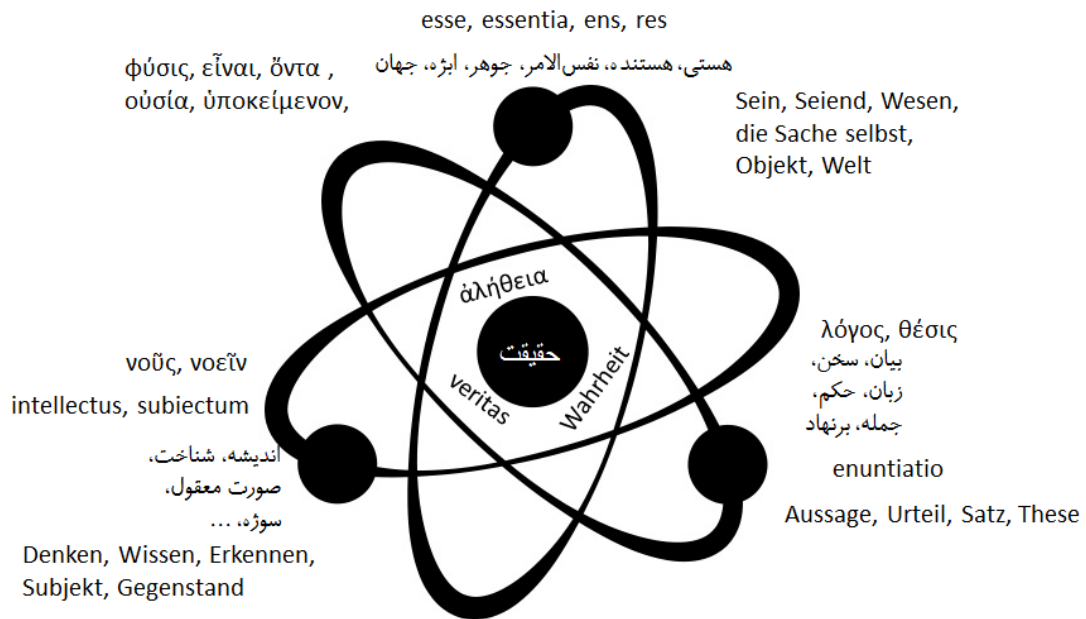 esse, essentia, ens, res
هستی، هستنده، نفس‌الامر، جوهر، ابژه، جهان
φύσις, εἶναι, ὄντα ,
οὐσία, ὑποκείμενον,
Sein, Seiend, Wesen,
die Sache selbst,
Objekt, Welt
ἀλήθεια
حقیقت
veritas
Wahrheit
νοῦς, νοεῖν
intellectus, subiectum
اندیشه، شناخت،
صورت معقول،
سوژه، ...
Denken, Wissen, Erkennen,
Subjekt, Gegenstand
λόγος, θέσις
بیان، سخن،
زبان، حکم،
جمله، برنهاد
enuntiatio
Aussage, Urteil, Satz, These